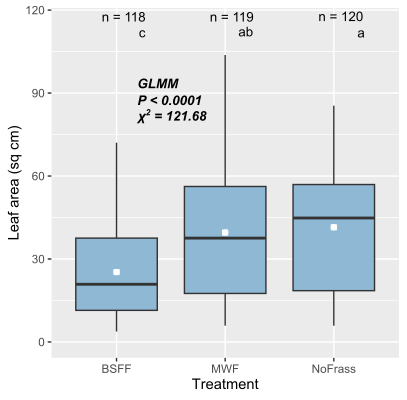 n = 118 n = 119 n = 120
c ab a
GLMM
P < 0.0001
χ² = 121.68
120
90
60
30
0
Leaf area (sq cm)
BSFF MWF NoFrass
Treatment